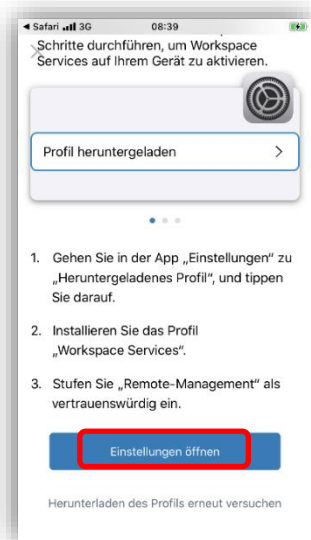 ◀ Safari 3G 08:39
Schritte durchführen, um Workspace
Services auf Ihrem Gerät zu aktivieren.
Profil heruntergeladen
1. Gehen Sie in der App „Einstellungen" zu
„Heruntergeladenes Profil", und tippen
Sie darauf.
2. Installieren Sie das Profil
„Workspace Services".
3. Stufen Sie „Remote-Management" als
vertrauenswürdig ein.
Einstellungen öffnen
Herunterladen des Profils erneut versuchen